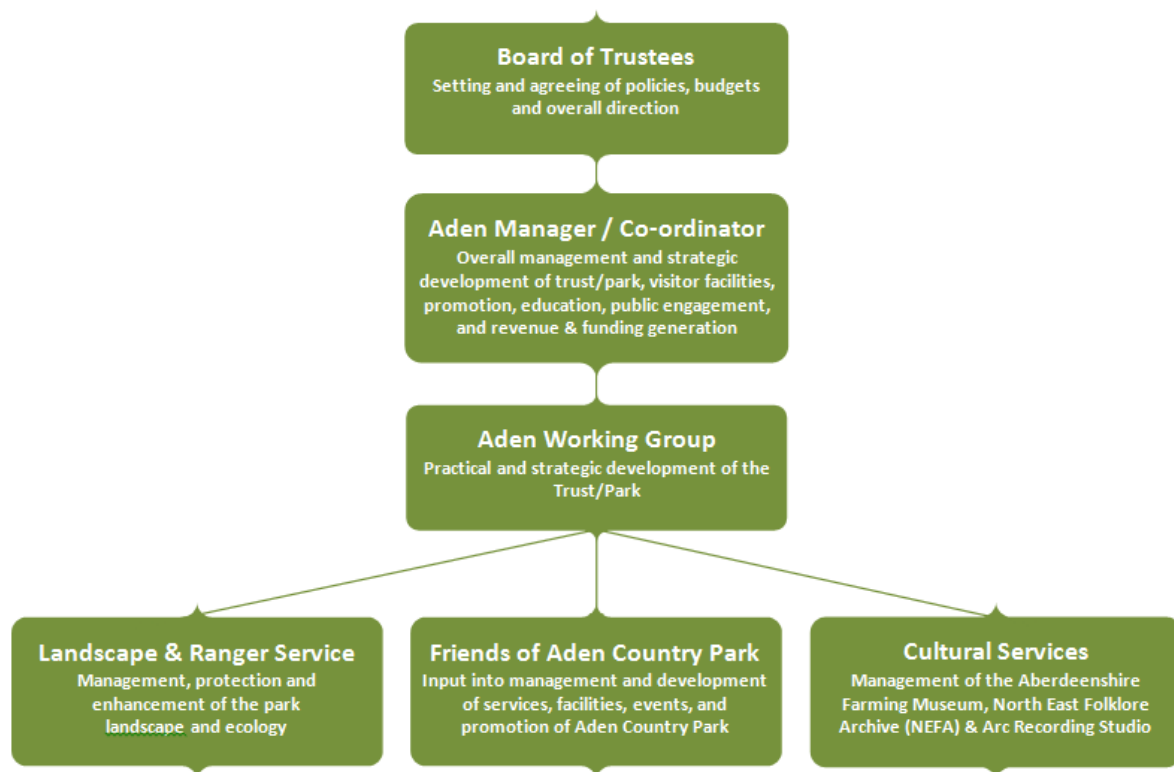 Board of Trustees
Setting and agreeing of policies, budgets
and overall direction
Aden Manager / Co-ordinator
Overall management and strategic
development of trust/park, visitor facilities,
promotion, education, public engagement,
and revenue & funding generation
Aden Working Group
Practical and strategic development of the
Trust/Park
Landscape & Ranger Service
Management, protection and
enhancement of the park
landscape and ecology
Friends of Aden Country Park
Input into management and development
of services, facilities, events, and
promotion of Aden Country Park
Cultural Services
Management of the Aberdeenshire
Farming Museum, North East Folklore
Archive (NEFA) & Arc Recording Studio